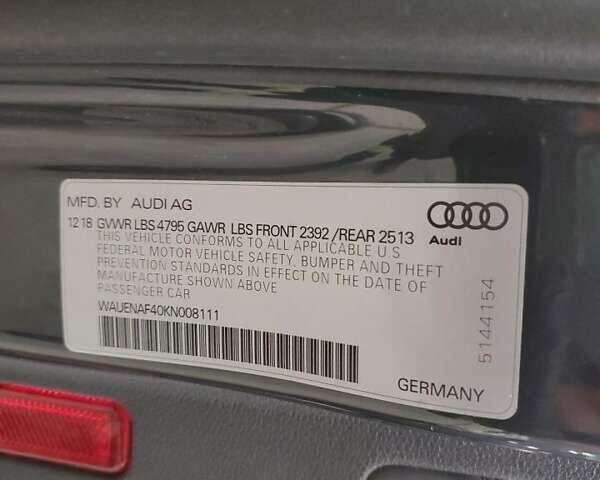 MFD. BY AUDI AG
12 18 GVWR LBS 4795 GAWR LBS FRONT 2392 /REAR 2513
THIS VEHICLE CONFORMS TO ALL APPLICABLE U S
FEDERAL MOTOR VEHICLE SAFETY, BUMPER AND THEFT
PREVENTION STANDARDS IN EFFECT ON THE DATE OF
MANUFACTURE SHOWN ABOVE
PASSENGER CAR
WAUENAF40KN008111
Audi
5144154
GERMANY